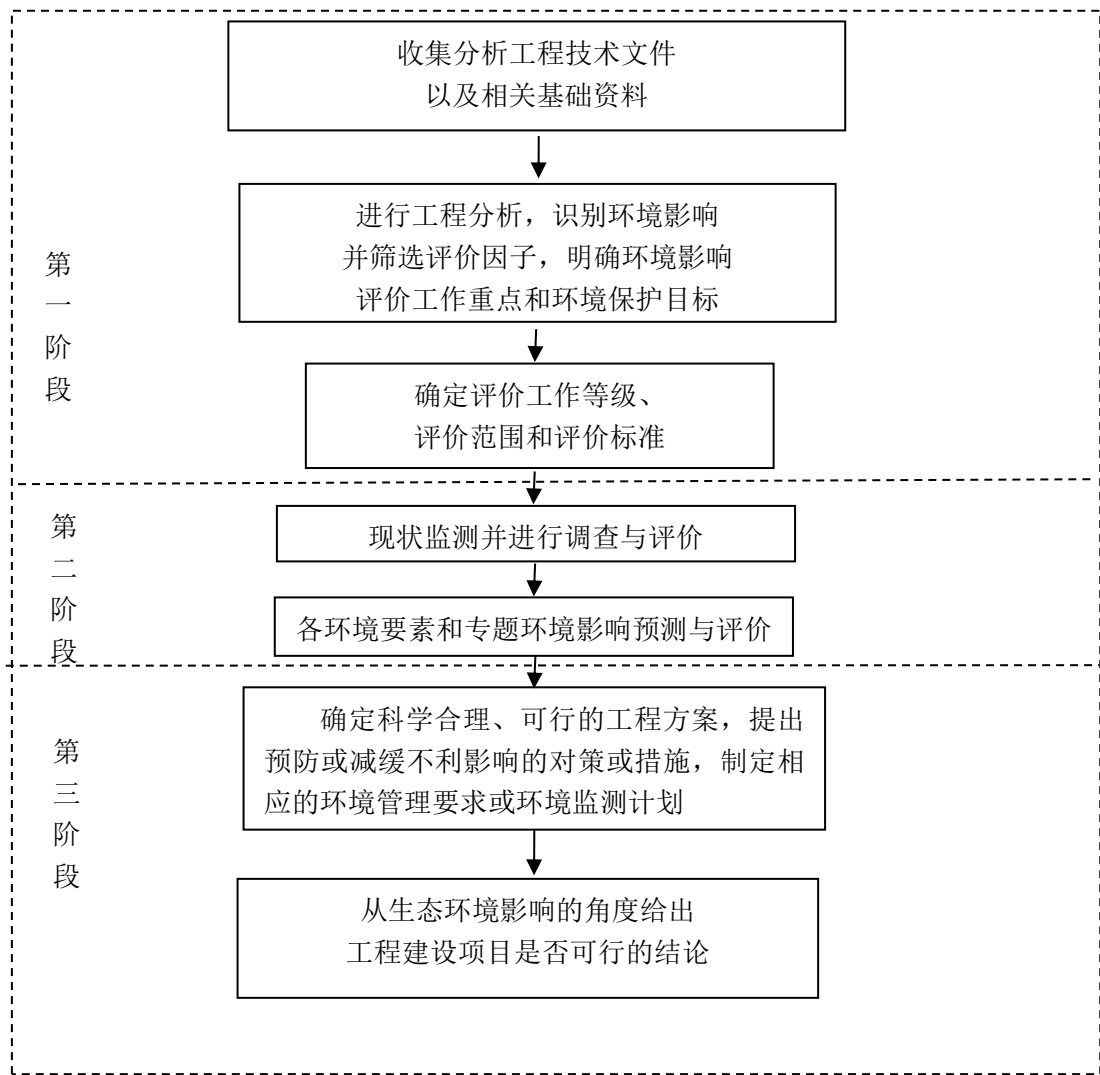 收集分析工程技术文件
以及相关基础资料
进行工程分析，识别环境影响
并筛选评价因子，明确环境影响
评价工作重点和环境保护目标
确定评价工作等级、
评价范围和评价标准
第一阶段
现状监测并进行调查与评价
各环境要素和专题环境影响预测与评价
第二阶段
确定科学合理、可行的工程方案，提出
预防或减缓不利影响的对策或措施，制定相
应的环境管理要求或环境监测计划
从生态环境影响的角度给出
工程建设项目是否可行的结论
第三阶段